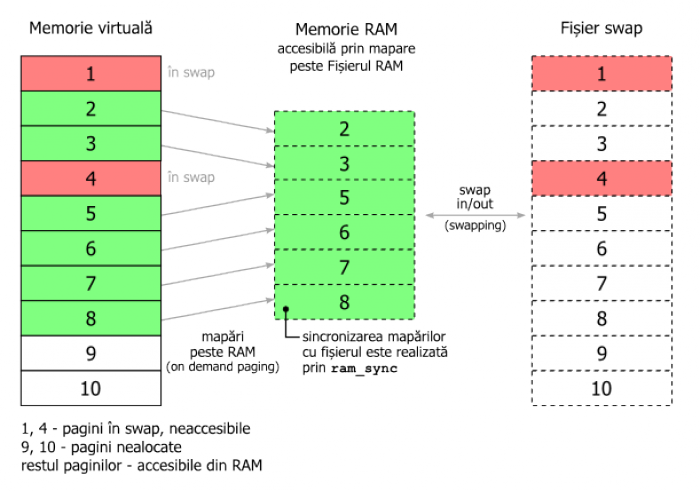 Memorie virtuală
1
2
3
4
5
6
7
8
9
10
în swap
în swap
mapări
peste RAM
(on demand paging)
Memorie RAM
accesibilă prin mapare
peste Fișierul RAM
2
3
5
6
7
8
sincronizarea mapărilor
cu fișierul este realizată
prin ram_sync
swap
in/out
(swapping)
Fișier swap
1
2
3
4
5
6
7
8
9
10
1, 4 - pagini în swap, neaccesibile
9, 10 - pagini nealocate
restul paginilor - accesibile din RAM